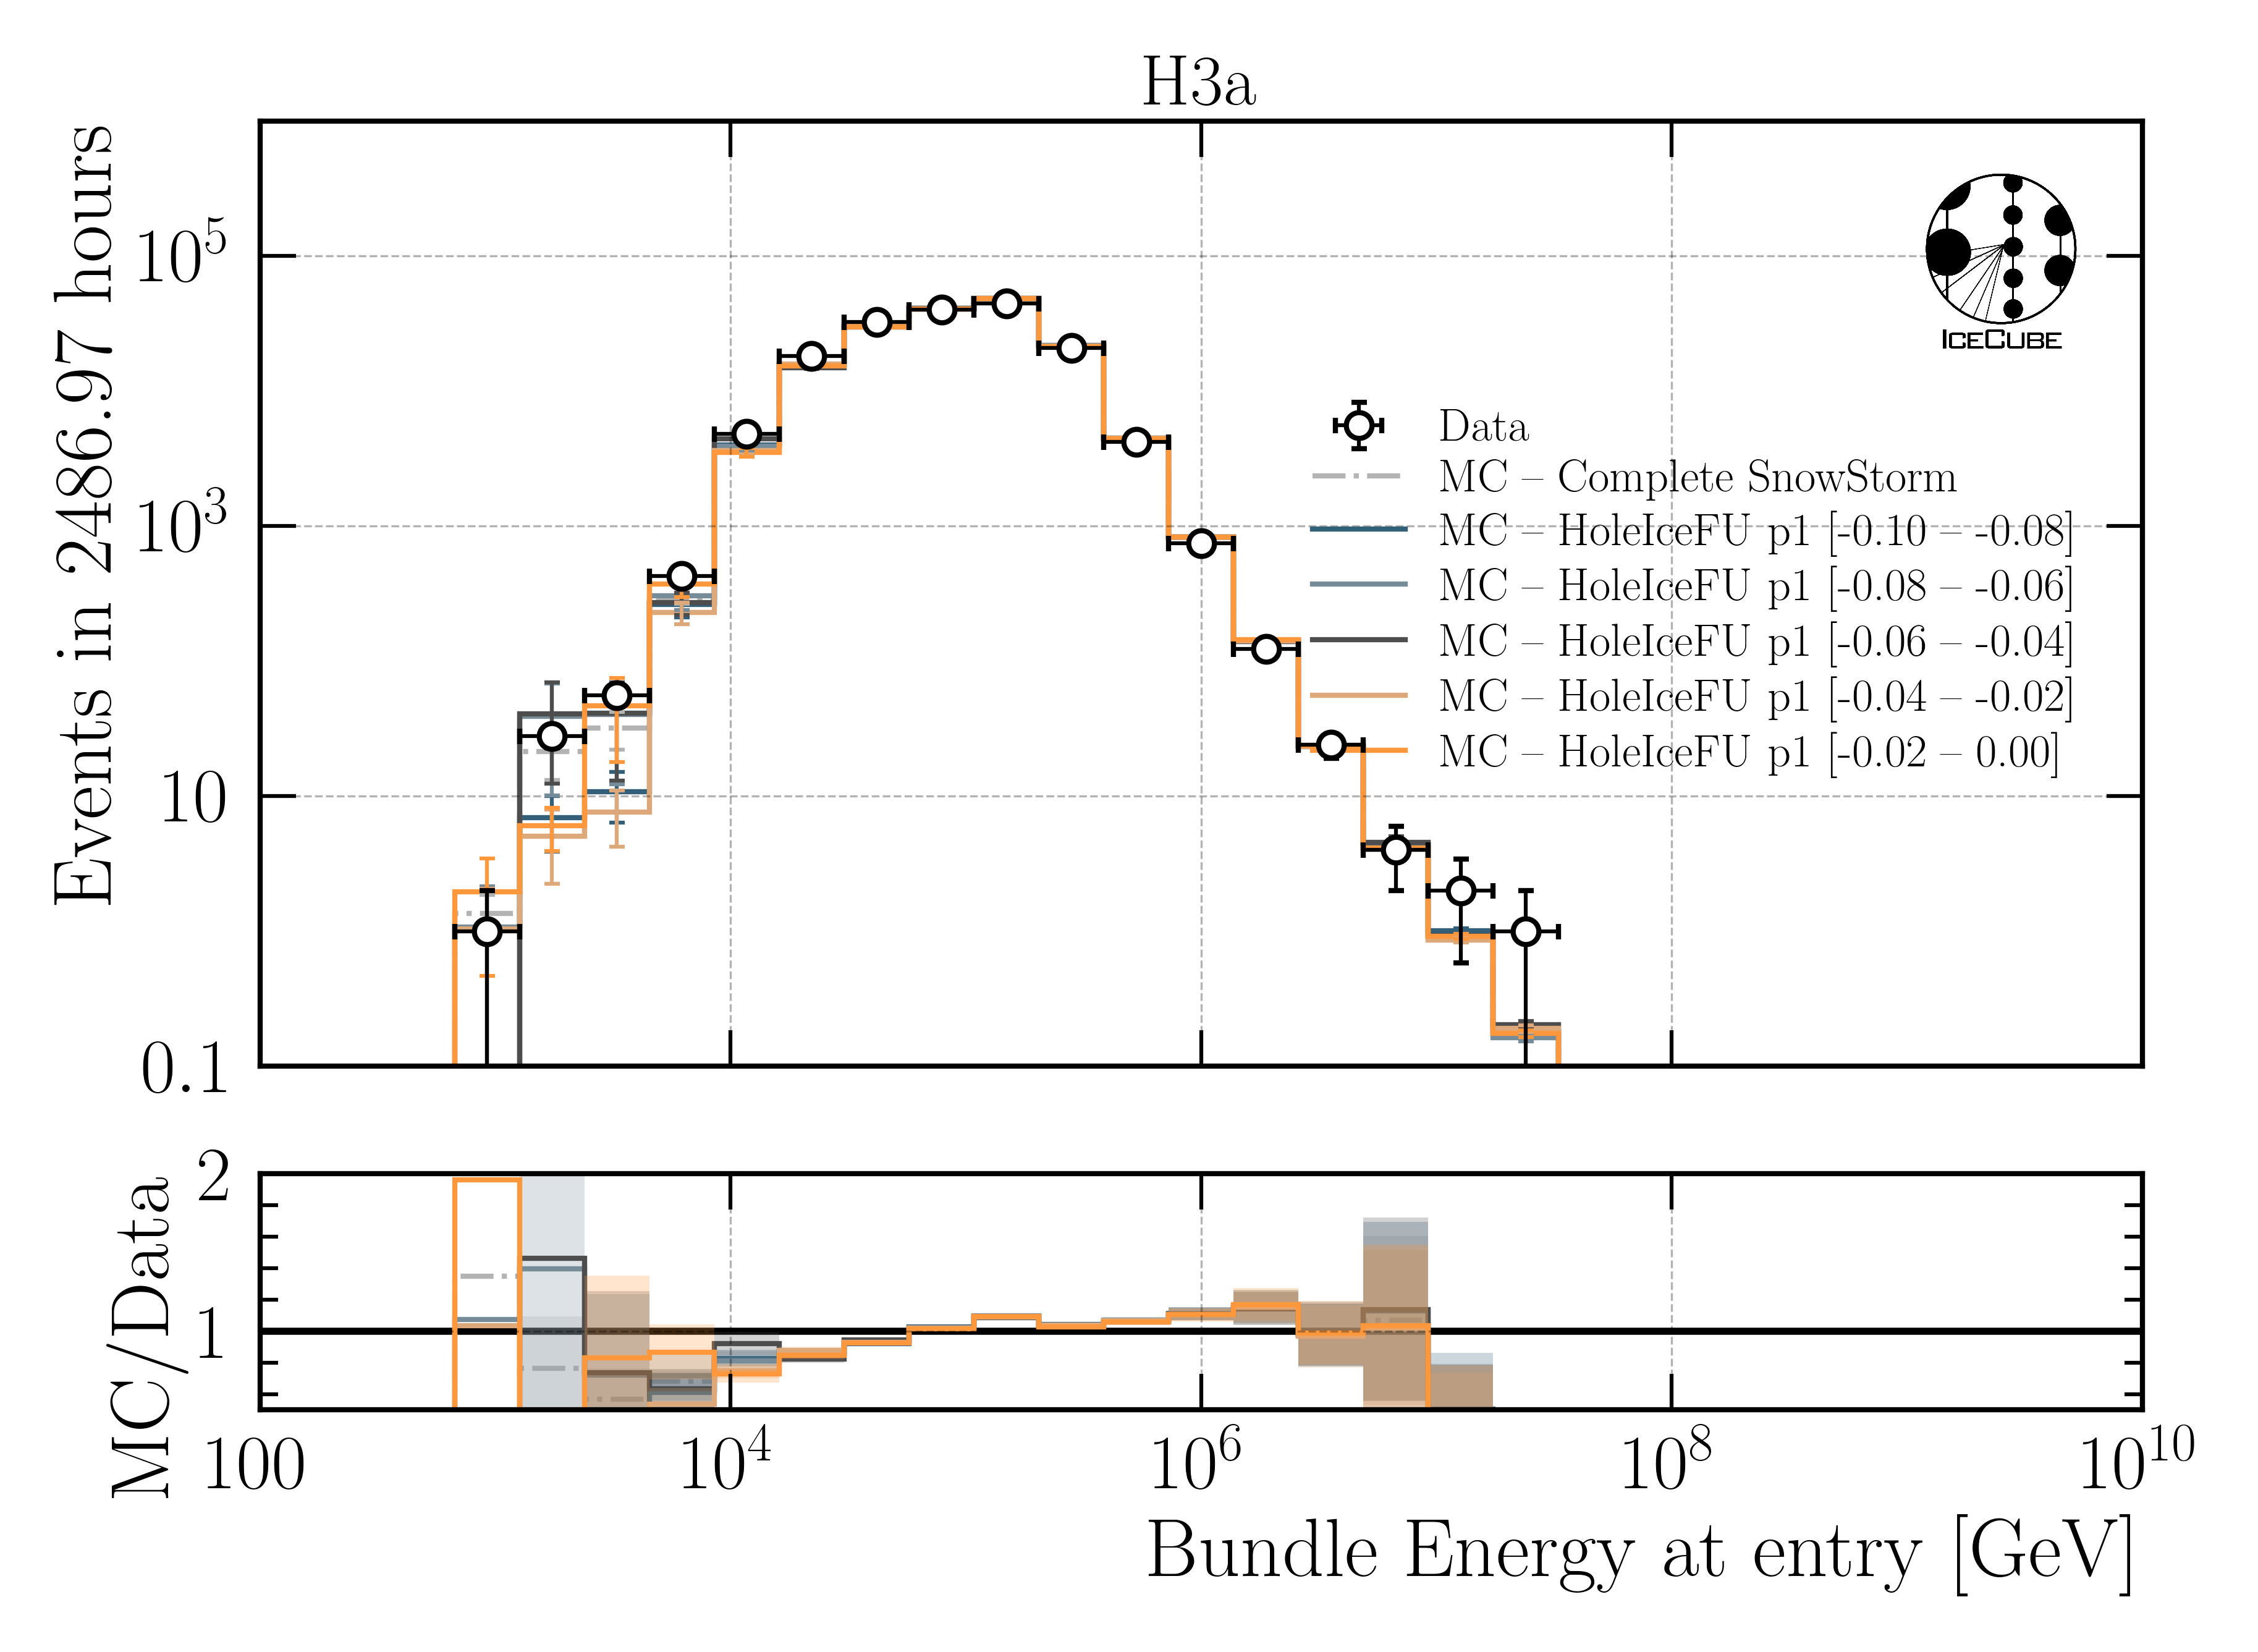 H3a
Events in 2486.97 hours
10^5
10^3
10
0.1
IceCube
Data
MC – Complete SnowStorm
MC – HoleIceFU p1 [-0.10 – -0.08]
MC – HoleIceFU p1 [-0.08 – -0.06]
MC – HoleIceFU p1 [-0.06 – -0.04]
MC – HoleIceFU p1 [-0.04 – -0.02]
MC – HoleIceFU p1 [-0.02 – 0.00]
MC/Data
2
1
100
10^4
10^6
10^8
10^10
Bundle Energy at entry [GeV]